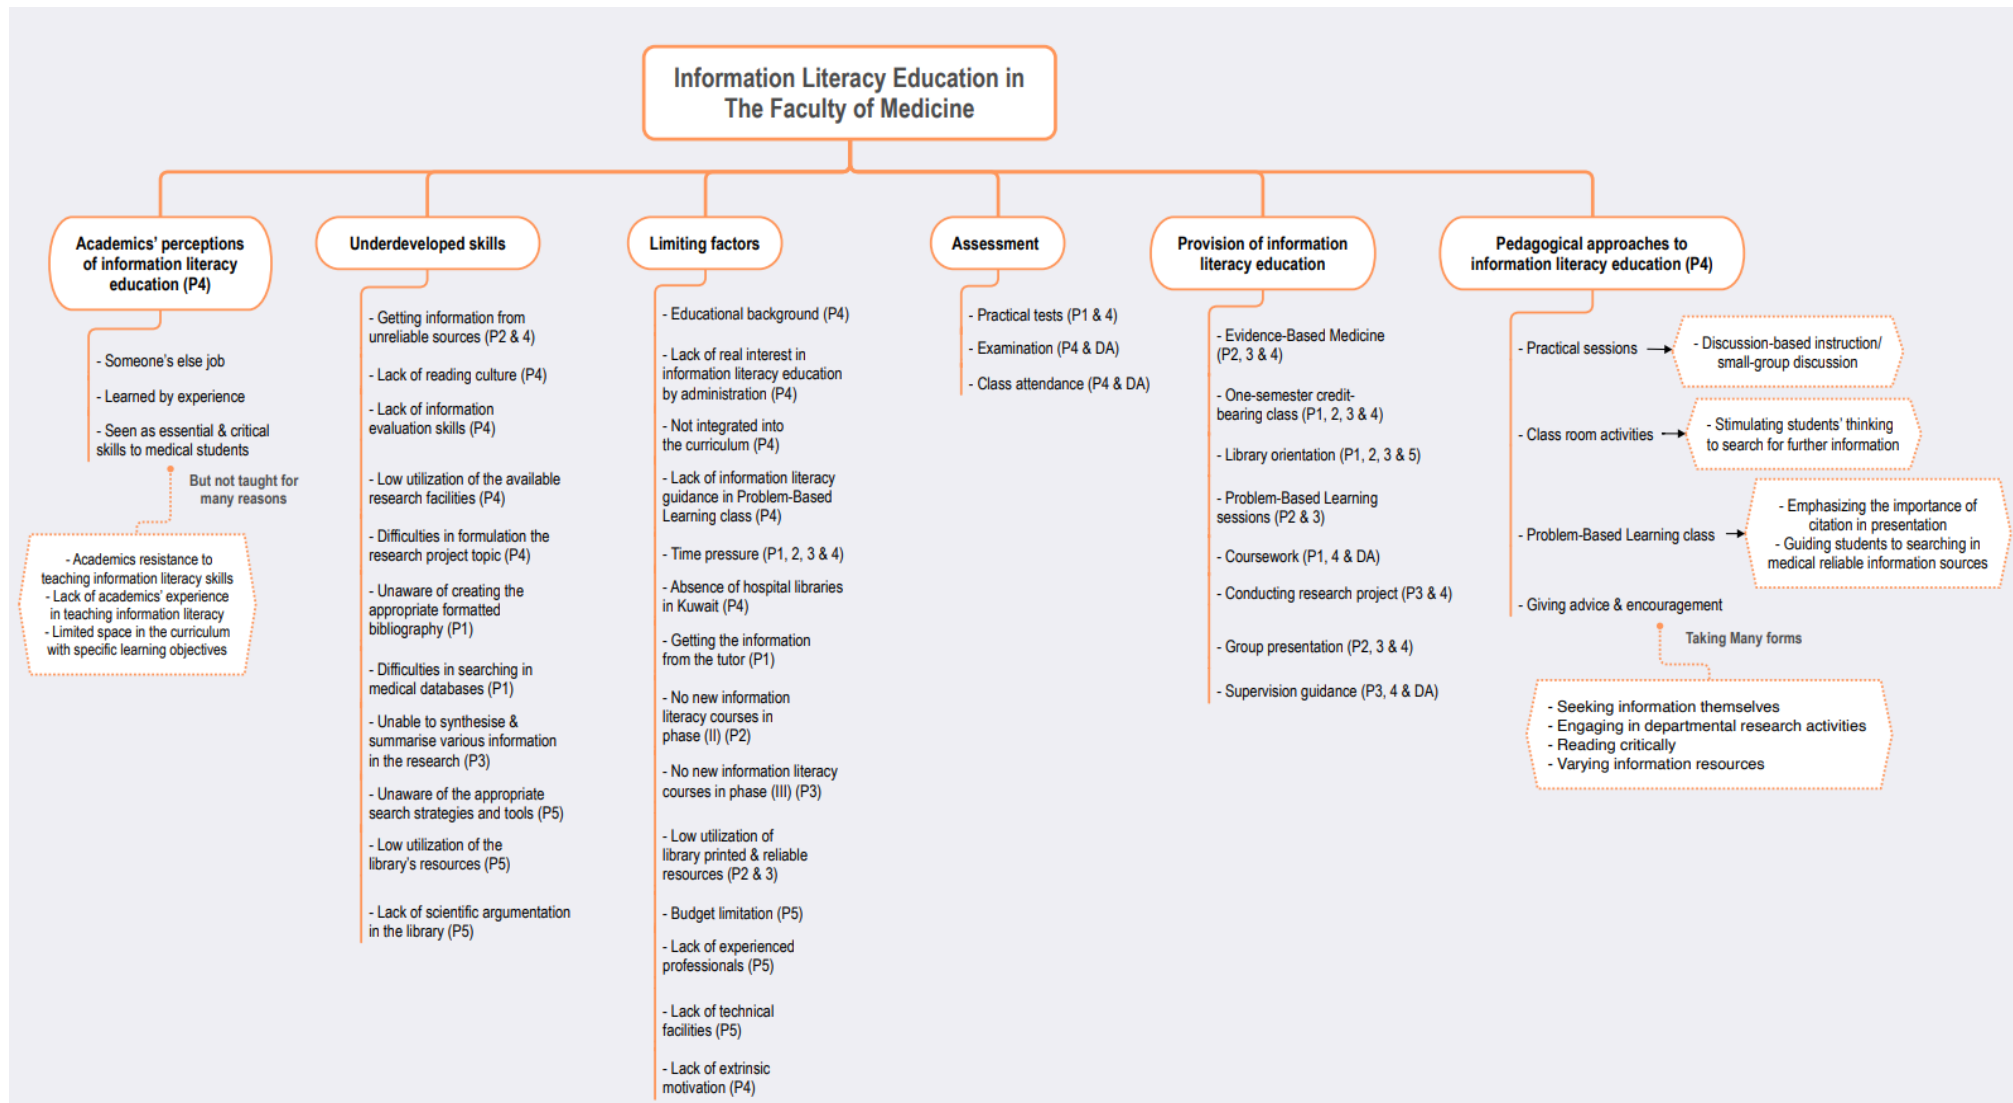 Information Literacy Education in
The Faculty of Medicine
Academics' perceptions
of information literacy
education (P4)
- Someone's else job
- Learned by experience
- Seen as essential & critical
skills to medical students
But not taught for
many reasons
- Academics resistance to
teaching information literacy skills
- Lack of academics' experience
in teaching information literacy
- Limited space in the curriculum
with specific learning objectives
Underdeveloped skills
- Getting information from
unreliable sources (P2 & 4)
- Lack of reading culture (P4)
- Lack of information
evaluation skills (P4)
- Low utilization of the available
research facilities (P4)
- Difficulties in formulation the
research project topic (P4)
- Unaware of creating the
appropriate formatted
bibliography (P1)
- Difficulties in searching in
medical databases (P1)
- Unable to synthesise &
summarise various information
in the research (P3)
- Unaware of the appropriate
search strategies and tools (P5)
- Low utilization of the
library's resources (P5)
- Lack of scientific argumentation
in the library (P5)
Limiting factors
- Educational background (P4)
- Lack of real interest in
information literacy education
by administration (P4)
- Not integrated into
the curriculum (P4)
- Lack of information literacy
guidance in Problem-Based
Learning class (P4)
- Time pressure (P1, 2, 3 & 4)
- Absence of hospital libraries
in Kuwait (P4)
- Getting the information
from the tutor (P1)
- No new information
literacy courses in
phase (II) (P2)
- No new information literacy
courses in phase (III) (P3)
- Low utilization of
library printed & reliable
resources (P2 & 3)
- Budget limitation (P5)
- Lack of experienced
professionals (P5)
- Lack of technical
facilities (P5)
- Lack of extrinsic
motivation (P4)
Assessment
- Practical tests (P1 & 4)
- Examination (P4 & DA)
- Class attendance (P4 & DA)
Provision of information
literacy education
- Evidence-Based Medicine
(P2, 3 & 4)
- One-semester credit-
bearing class (P1, 2, 3 & 4)
- Library orientation (P1, 2, 3 & 5)
- Problem-Based Learning
sessions (P2 & 3)
- Coursework (P1, 4 & DA)
- Conducting research project (P3 & 4)
- Group presentation (P2, 3 & 4)
- Supervision guidance (P3, 4 & DA)
Pedagogical approaches to
information literacy education (P4)
- Practical sessions
- Discussion-based instruction/
small-group discussion
- Class room activities
- Stimulating students' thinking
to search for further information
- Problem-Based Learning class
- Emphasizing the importance of
citation in presentation
- Guiding students to searching in
medical reliable information sources
- Giving advice & encouragement
Taking Many forms
- Seeking information themselves
- Engaging in departmental research activities
- Reading critically
- Varying information resources